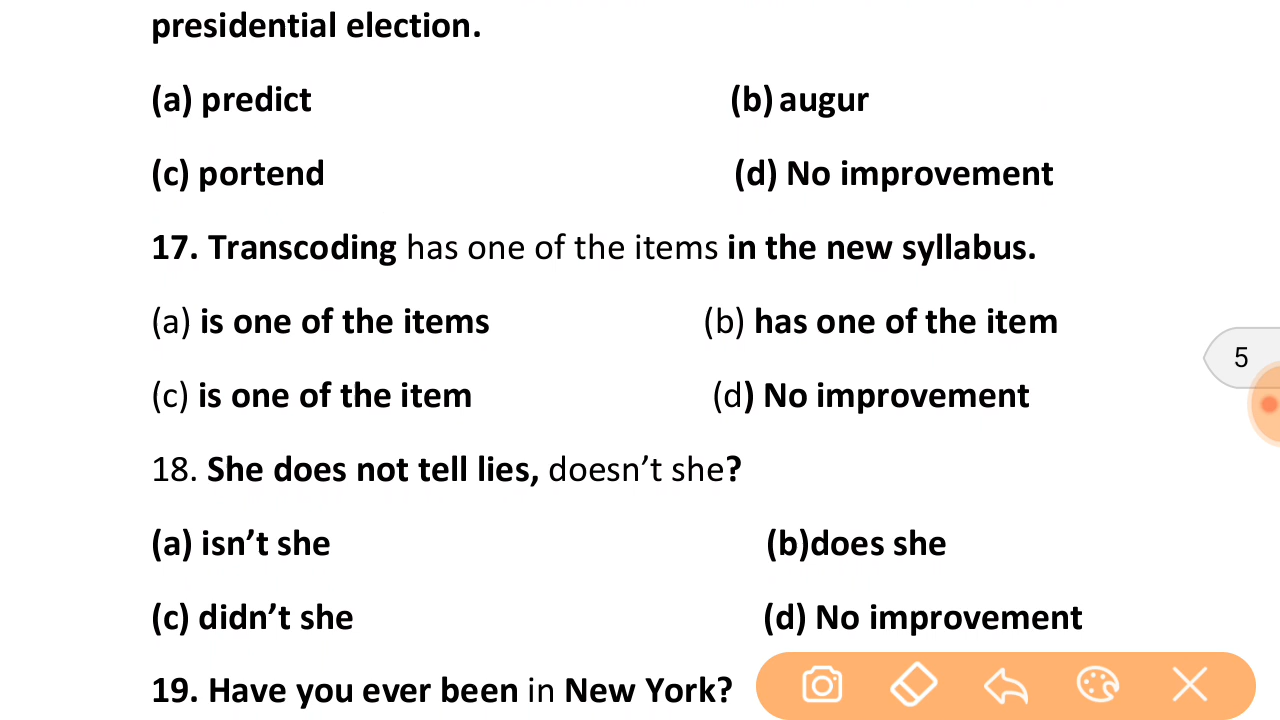 presidential election.
(a) predict (b) augur
(c) portend (d) No improvement
17. Transcoding has one of the items in the new syllabus.
(a) is one of the items (b) has one of the item
(c) is one of the item (d) No improvement
5
18. She does not tell lies, doesn’t she?
(a) isn’t she (b)does she
(c) didn’t she (d) No improvement
19. Have you ever been in New York?